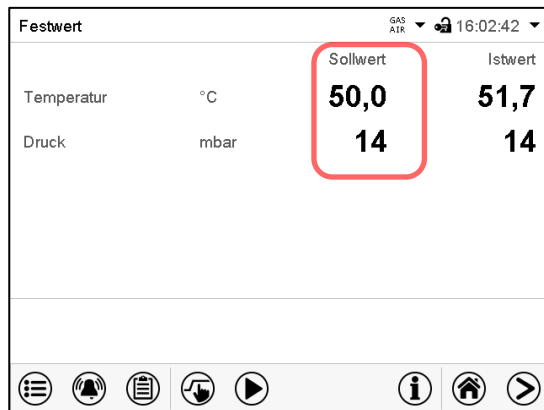 Festwert GAS AIR 16:02:42
Sollwert Istwert
Temperatur °C 50,0 51,7
Druck mbar 14 14